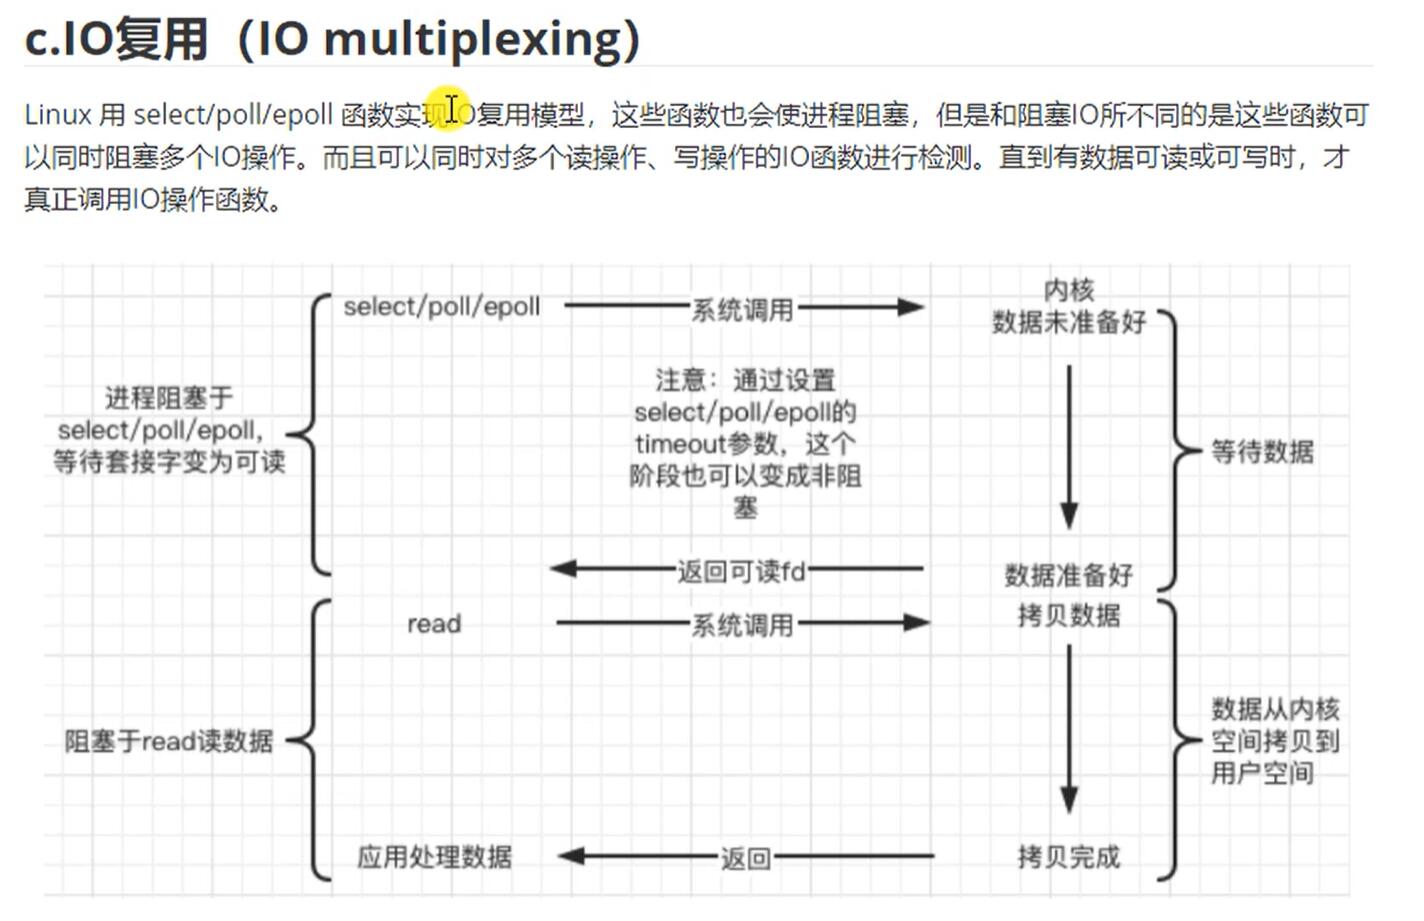 c.IO复用（IO multiplexing）
Linux 用 select/poll/epoll 函数实现IO复用模型，这些函数也会使进程阻塞，但是和阻塞IO所不同的是这些函数可
以同时阻塞多个IO操作。而且可以同时对多个读操作、写操作的IO函数进行检测。直到有数据可读或可写时，才
真正调用IO操作函数。
select/poll/epoll
系统调用
内核
数据未准备好
进程阻塞于
select/poll/epoll，
等待套接字变为可读
注意：通过设置
select/poll/epoll的
timeout参数，这个
阶段也可以变成非阻
塞
等待数据
返回可读fd
数据准备好
read
系统调用
拷贝数据
阻塞于read读数据
数据从内核
空间拷贝到
用户空间
应用处理数据
返回
拷贝完成